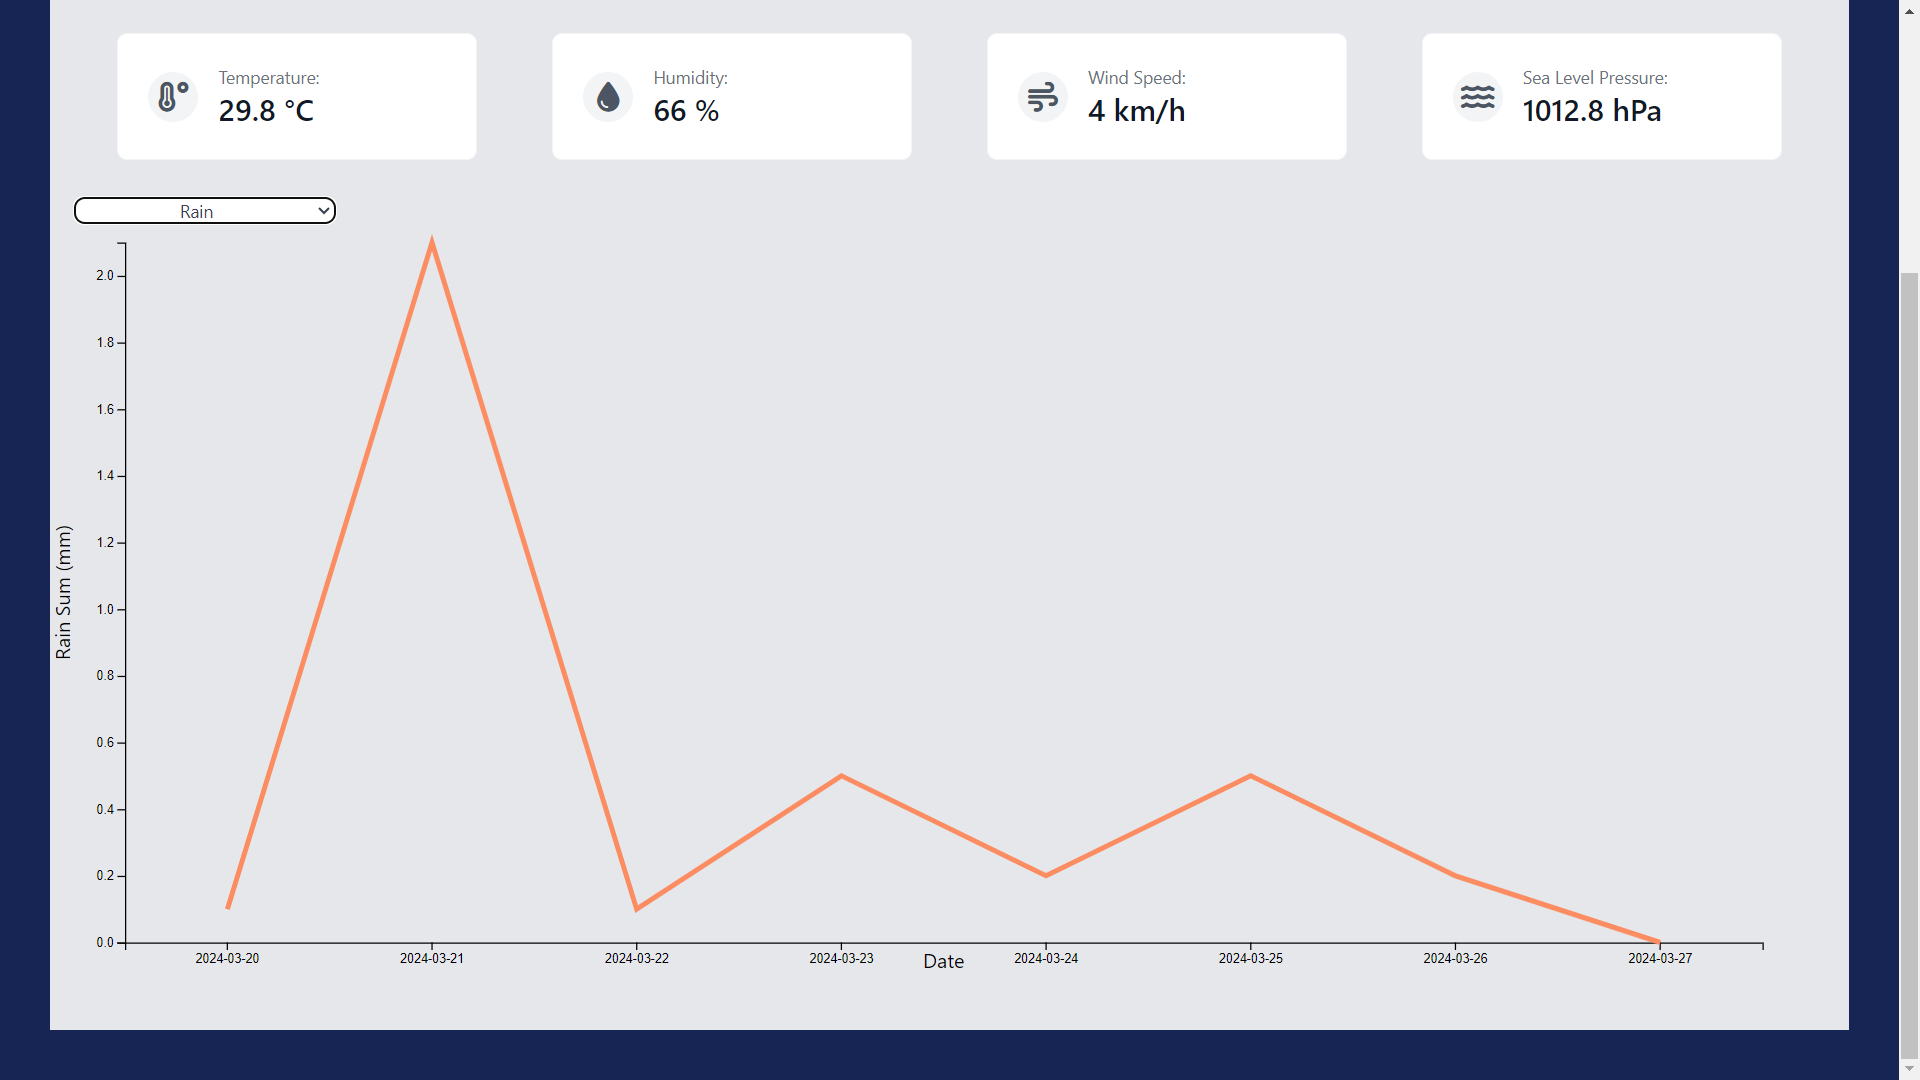 Temperature:
29.8 °C
Humidity:
66 %
Wind Speed:
4 km/h
Sea Level Pressure:
1012.8 hPa
Rain
2.0
1.8
1.6
1.4
1.2
1.0
0.8
0.6
0.4
0.2
0.0
Rain Sum (mm)
2024-03-20
2024-03-21
2024-03-22
2024-03-23
2024-03-24
2024-03-25
2024-03-26
2024-03-27
Date